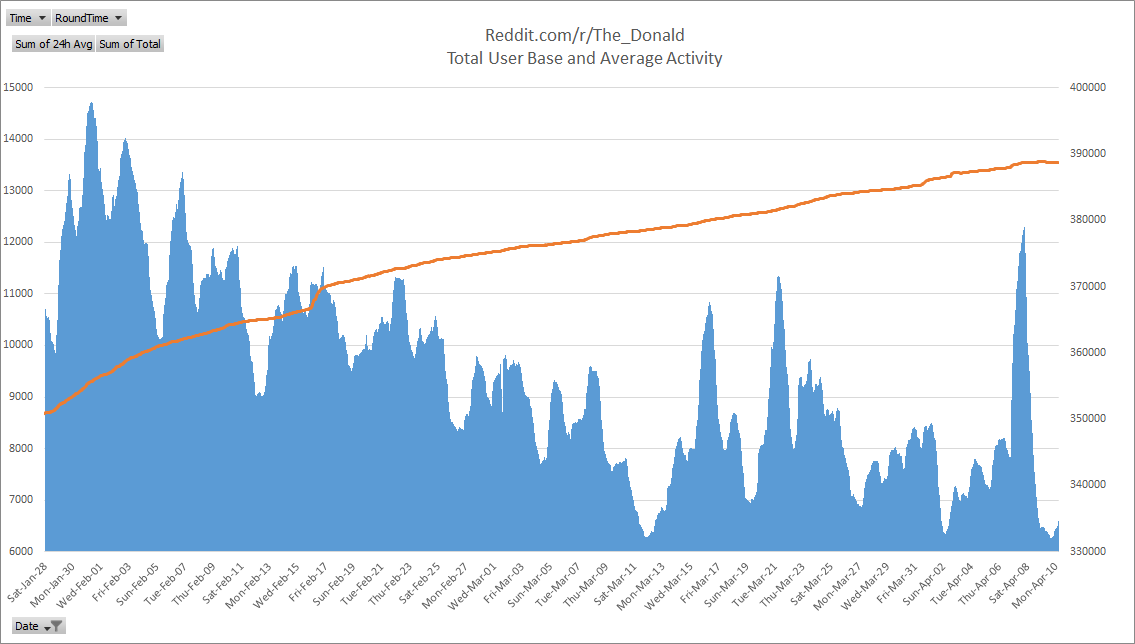 Time RoundTime
Sum of 24h Avg Sum of Total
Reddit.com/r/The_Donald
Total User Base and Average Activity
15000
14000
13000
12000
11000
10000
9000
8000
7000
6000
400000
390000
380000
370000
360000
350000
340000
330000
Sat-Jan-28
Mon-Jan-30
Wed-Feb-01
Fri-Feb-03
Sun-Feb-05
Tue-Feb-07
Thu-Feb-09
Sat-Feb-11
Mon-Feb-13
Wed-Feb-15
Fri-Feb-17
Sun-Feb-19
Tue-Feb-21
Thu-Feb-23
Sat-Feb-25
Mon-Feb-27
Wed-Mar-01
Fri-Mar-03
Sun-Mar-05
Tue-Mar-07
Thu-Mar-09
Sat-Mar-11
Mon-Mar-13
Wed-Mar-15
Fri-Mar-17
Sun-Mar-19
Tue-Mar-21
Thu-Mar-23
Sat-Mar-25
Mon-Mar-27
Wed-Mar-29
Fri-Mar-31
Sun-Apr-02
Tue-Apr-04
Thu-Apr-06
Sat-Apr-08
Mon-Apr-10
Date